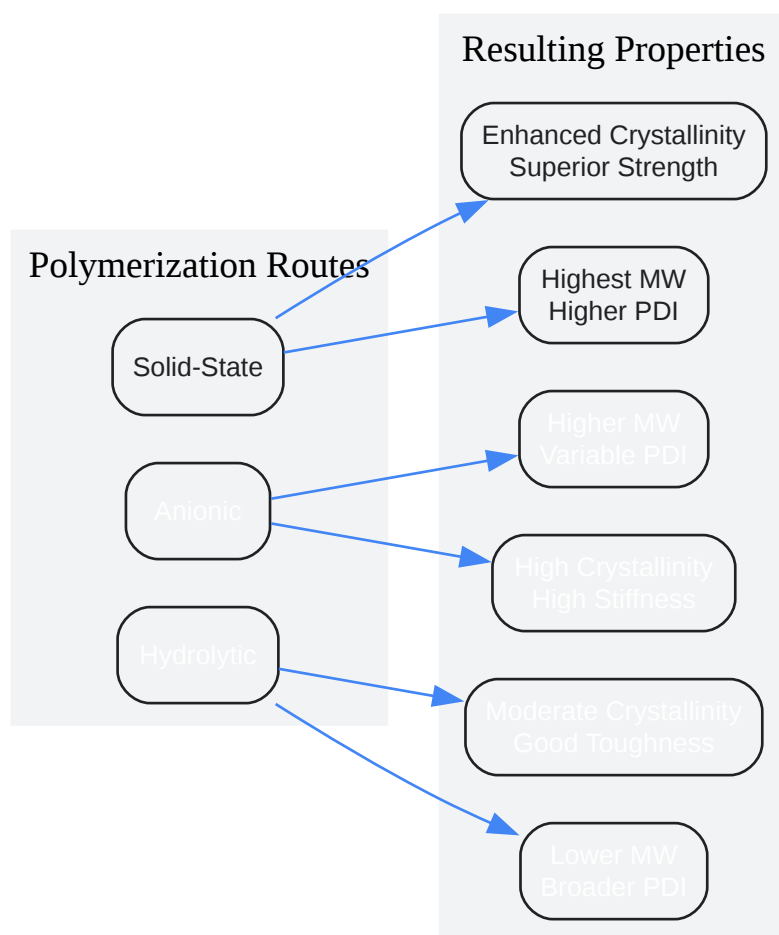 Resulting Properties
Enhanced Crystallinity
Superior Strength
Polymerization Routes
Highest MW
Higher PDI
Solid-State
Higher MW
Variable PDI
Anionic
High Crystallinity
High Stiffness
Hydrolytic
Moderate Crystallinity
Good Toughness
Lower MW
Broader PDI